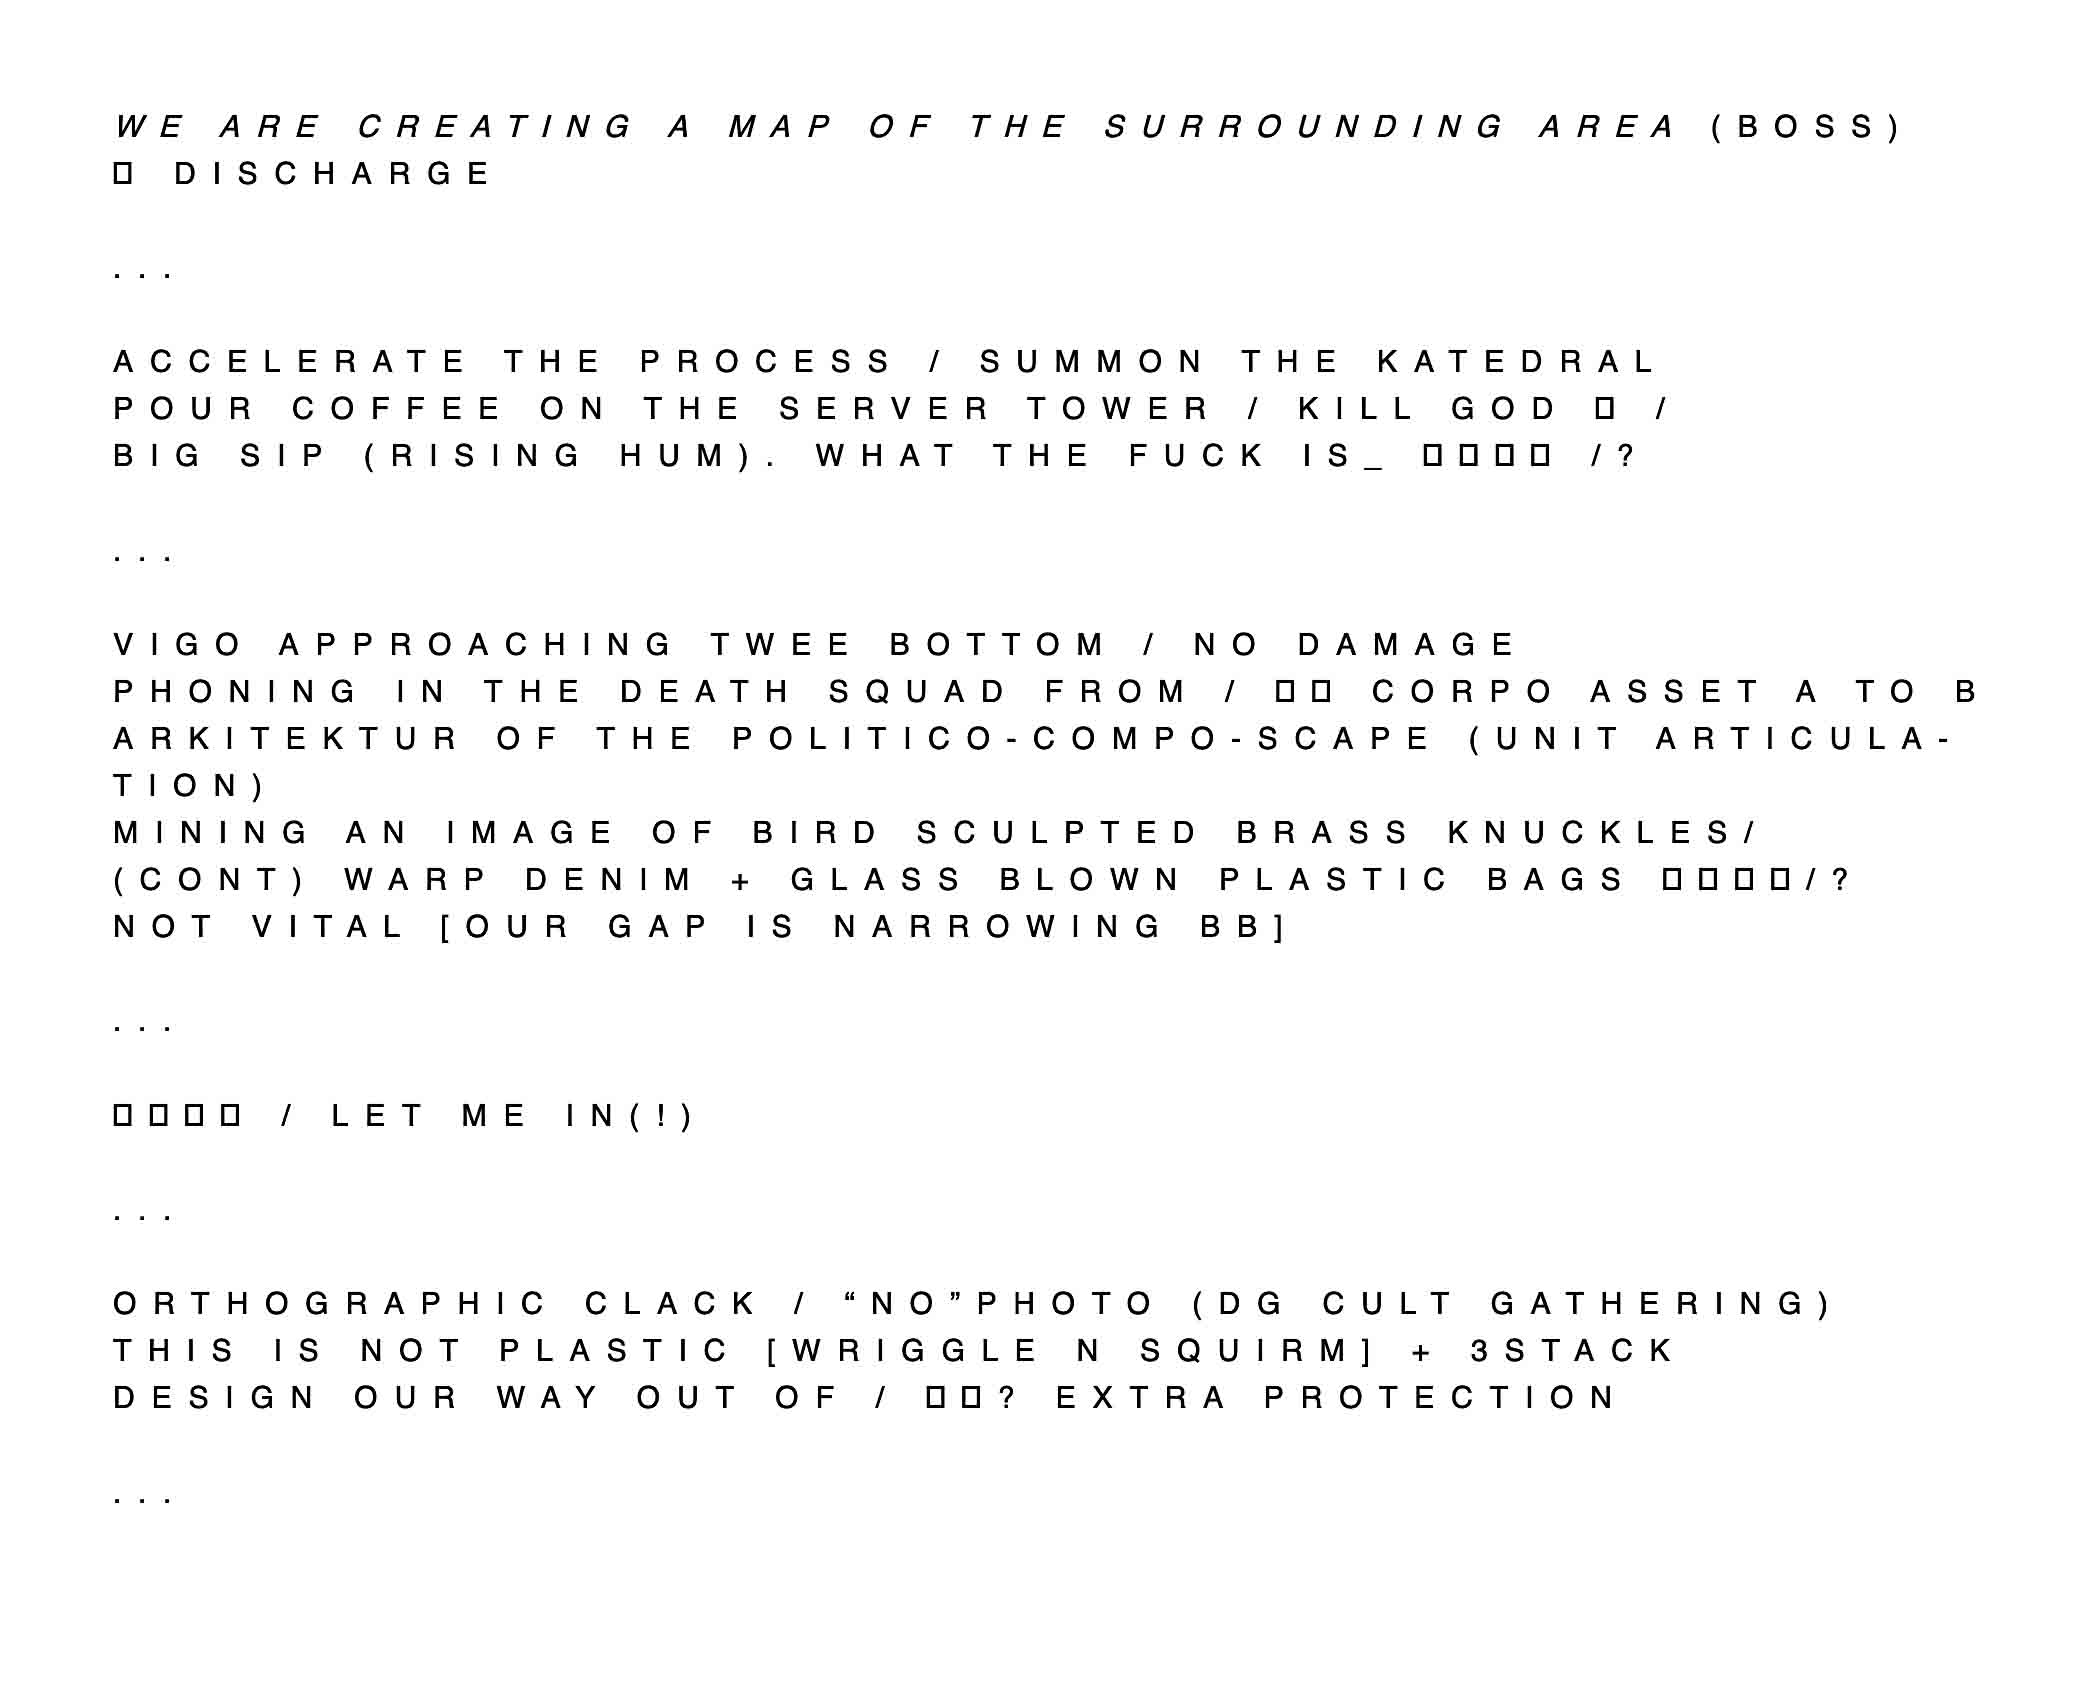 WE ARE CREATING A MAP OF THE SURROUNDING AREA (BOSS)
▯ DISCHARGE
...
ACCELERATE THE PROCESS / SUMMON THE KATEDRAL
POUR COFFEE ON THE SERVER TOWER / KILL GOD ▯ /
BIG SIP (RISING HUM). WHAT THE FUCK IS_ ▯▯▯▯ /?
...
VIGO APPROACHING TWEE BOTTOM / NO DAMAGE
PHONING IN THE DEATH SQUAD FROM / ▯▯ CORPO ASSET A TO B
ARKITEKTUR OF THE POLITICO-COMPO-SCAPE (UNIT ARTICULA-
TION)
MINING AN IMAGE OF BIRD SCULPTED BRASS KNUCKLES/
(CONT) WARP DENIM + GLASS BLOWN PLASTIC BAGS ▯▯▯▯/?
NOT VITAL [OUR GAP IS NARROWING BB]
...
▯▯▯▯ / LET ME IN(!)
...
ORTHOGRAPHIC CLACK / “NO”PHOTO (DG CULT GATHERING)
THIS IS NOT PLASTIC [WRIGGLE N SQUIRM] + 3STACK
DESIGN OUR WAY OUT OF / ▯▯? EXTRA PROTECTION
...